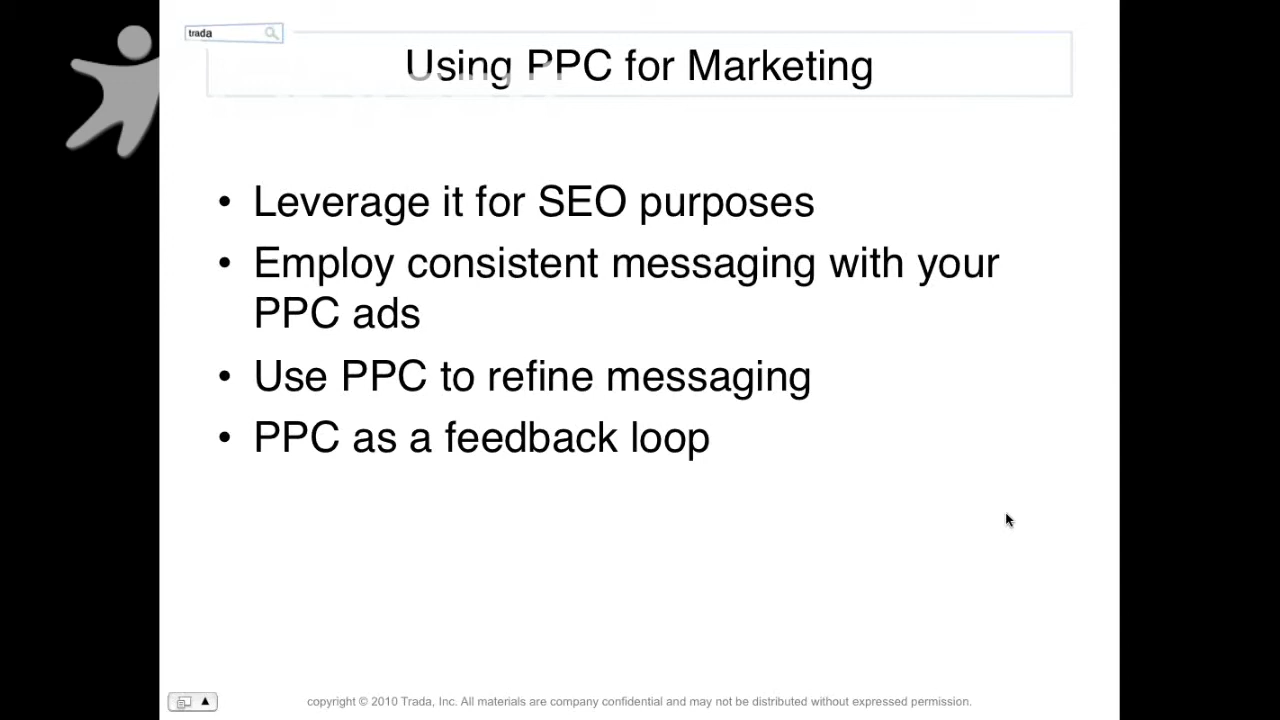 trada
Using PPC for Marketing
• Leverage it for SEO purposes
• Employ consistent messaging with your
PPC ads
• Use PPC to refine messaging
• PPC as a feedback loop
copyright © 2010 Trada, Inc. All materials are company confidential and may not be distributed without expressed permission.